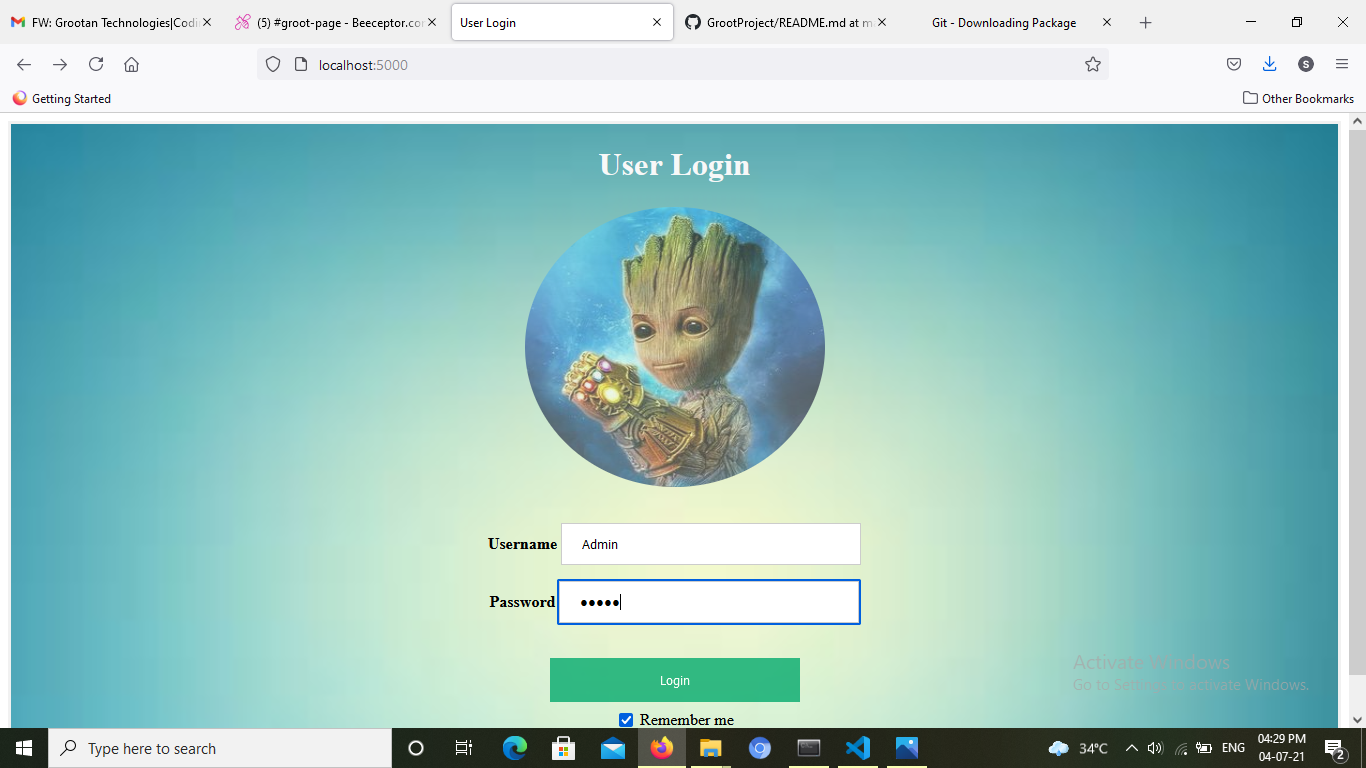 FW: Grootan Technologies|Codi
(5) #groot-page - Beeceptor.co
User Login
GrootProject/README.md at ma
Git - Downloading Package
localhost:5000
S
Getting Started
Other Bookmarks
User Login
Username Admin
Password •••••
Login
Remember me
Activate Windows
Go to Settings to activate Windows.
Type here to search
34°C
ENG
04:29 PM
04-07-21
2